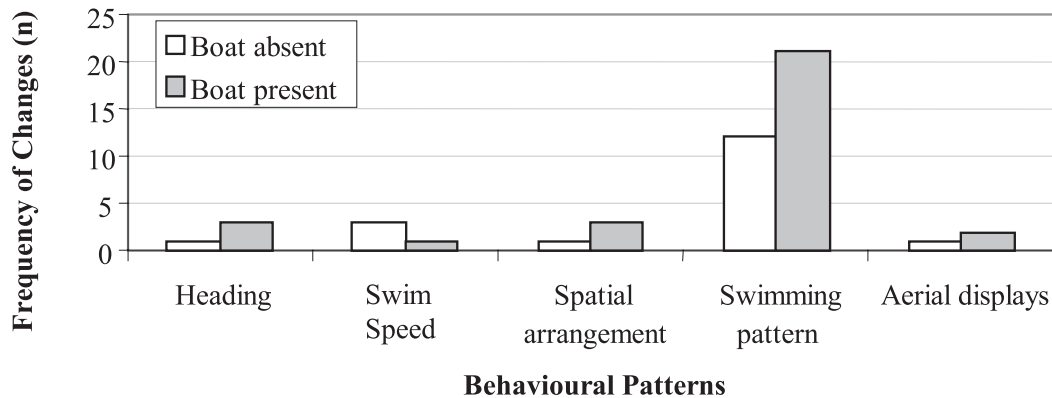 Frequency of Changes (n)
25
20
15
10
5
0
Boat absent
Boat present
Heading
Swim
Speed
Spatial
arrangement
Swimming
pattern
Aerial displays
Behavioural Patterns